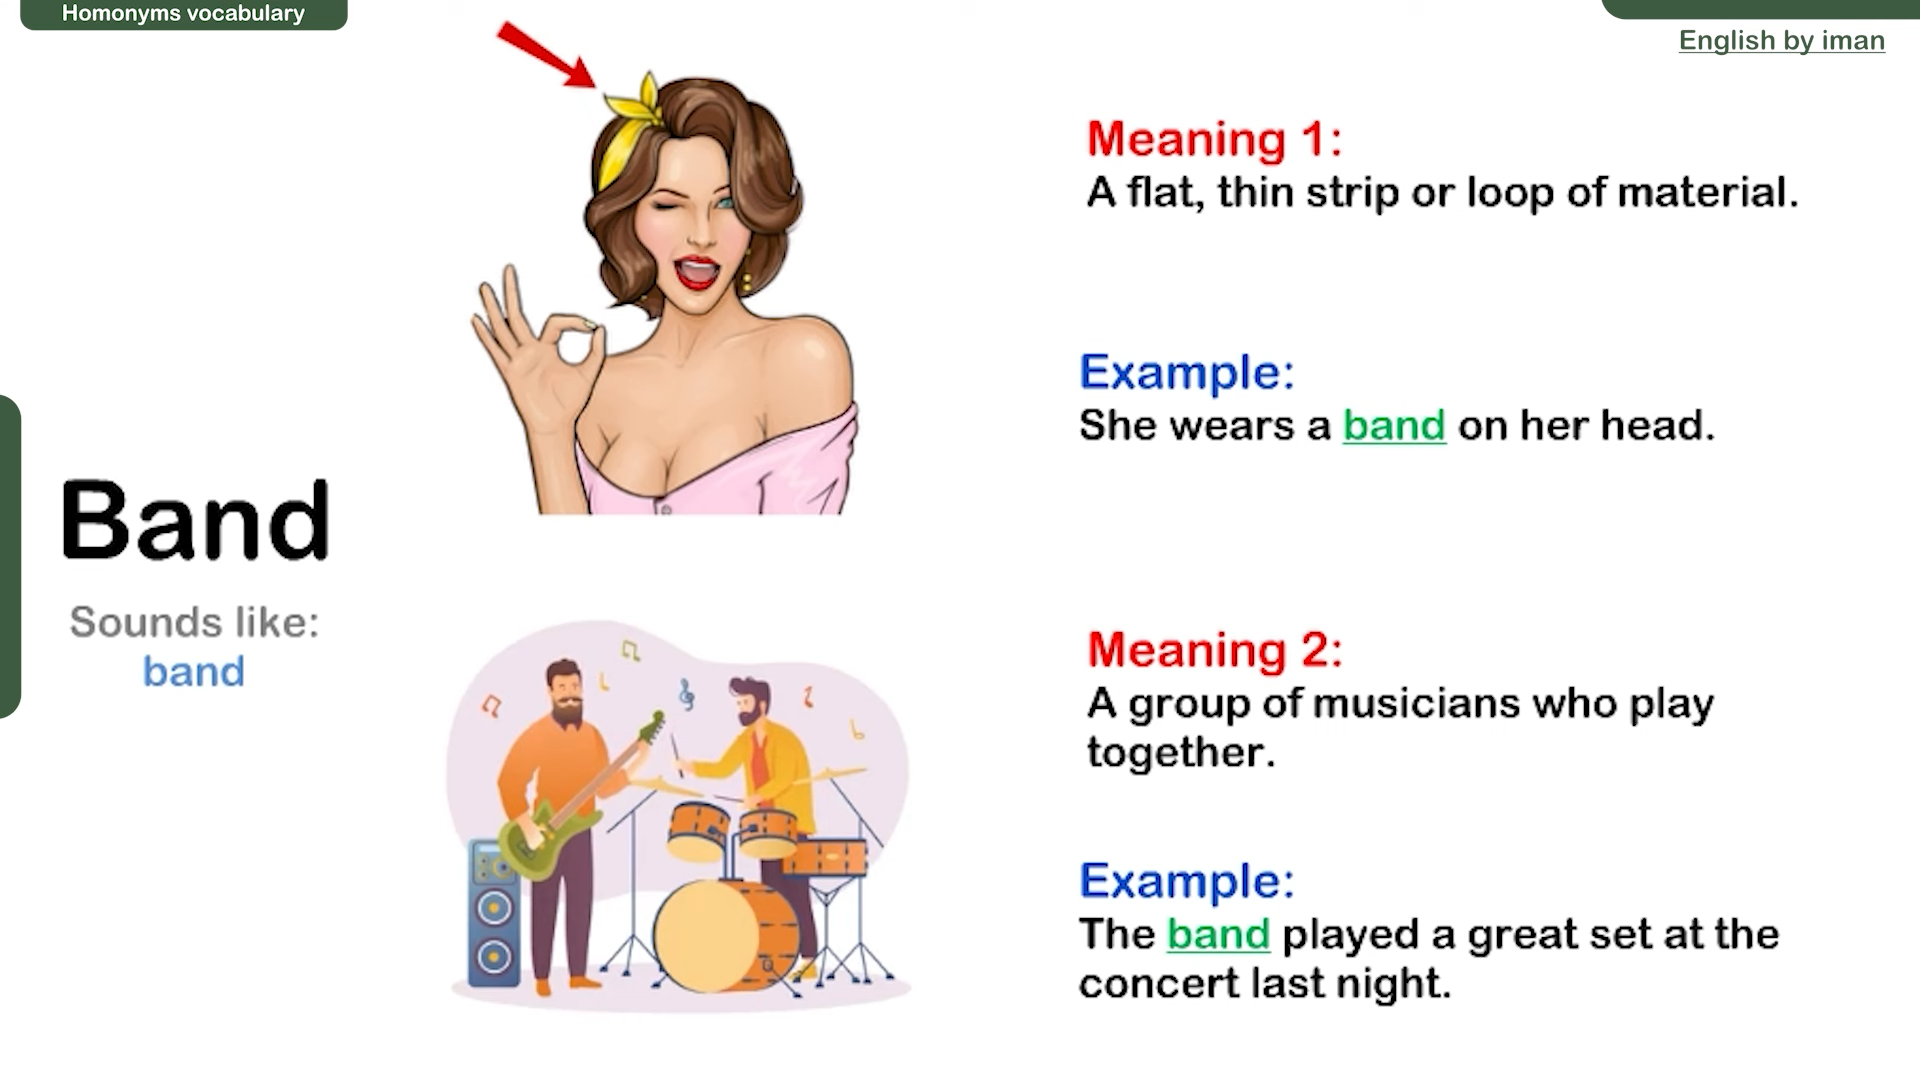 Homonyms vocabulary
English by iman
Band
Sounds like:
band
Meaning 1:
A flat, thin strip or loop of material.
Example:
She wears a band on her head.
Meaning 2:
A group of musicians who play
together.
Example:
The band played a great set at the
concert last night.